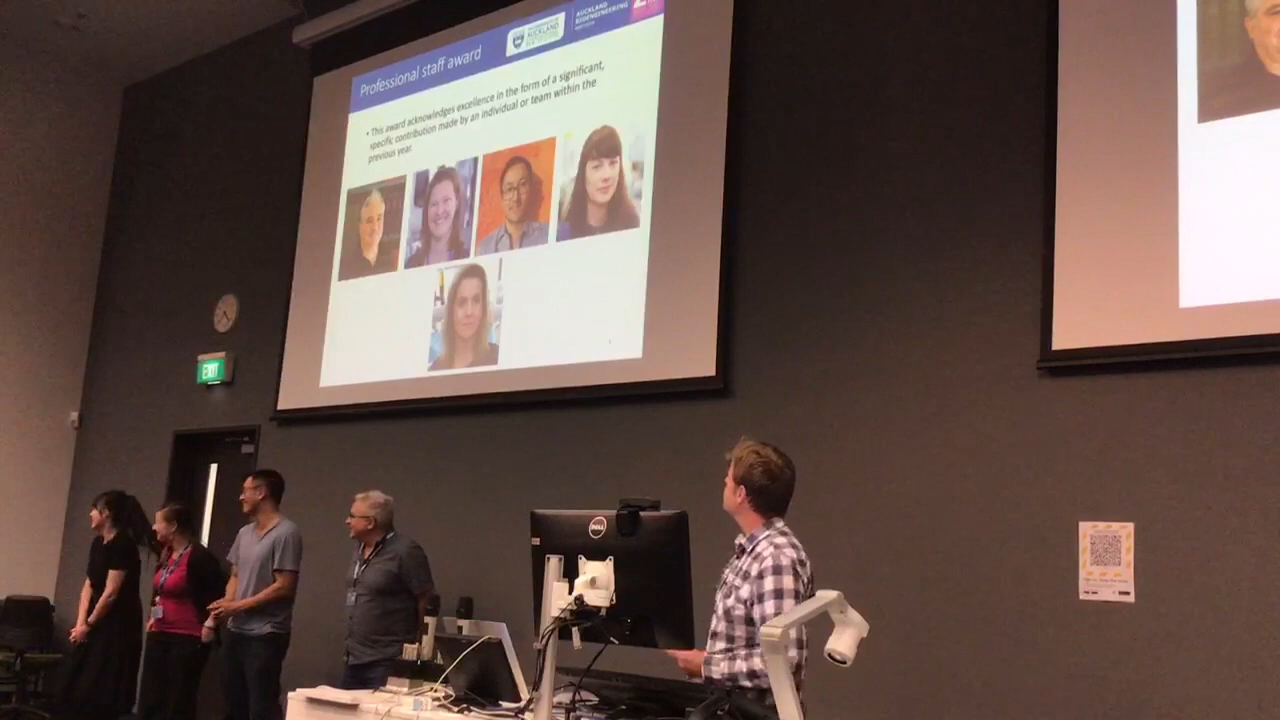 Professional staff award
AUCKLAND
AUCKLAND
BIOENGINEERING
• This award acknowledges excellence in the form of a significant,
specific contribution made by an individual or team within the
previous year.
EXIT
DELL